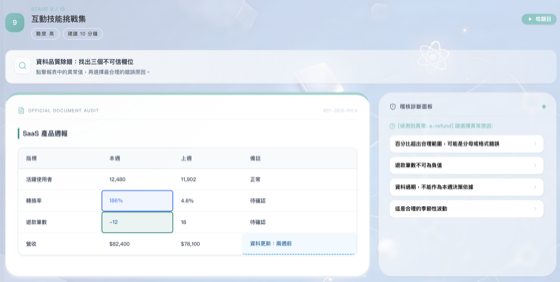 9
互動技能挑戰集
難度 高
建議 15 分鐘
資料品質除錯：找出三個不可信欄位
點擊報表中的異常值，再選擇最合理的錯誤原因。
OFFICIAL DOCUMENT AUDIT
SaaS 產品週報
指標 本週 上週 備註
活躍使用者 12,480 11,902 正常
轉換率 166% 4.8% 待確認
退款筆數 -12 18 待確認
營收 $82,400 $78,100 資料更新：兩週前
稽核診斷面板
百分比超出合理範圍，可能是分母或格式錯誤
退款筆數不可為負值
資料過期，不能作為本週決策依據
這是合理的季節性波動